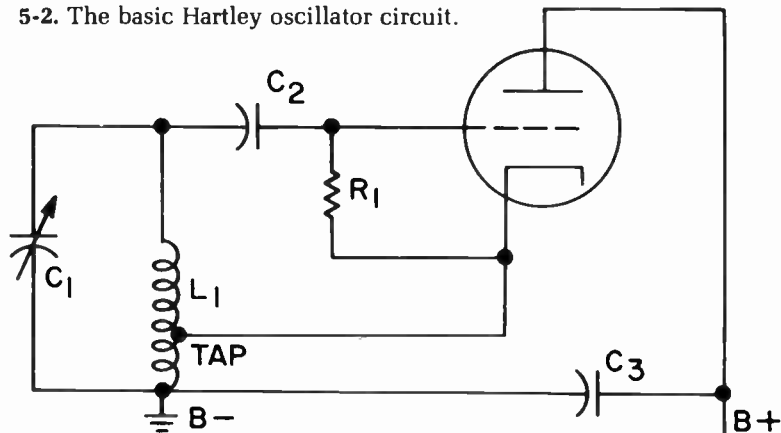 5-2. The basic Hartley oscillator circuit.
C2
R1
C1
L1
TAP
C3
B−
B+